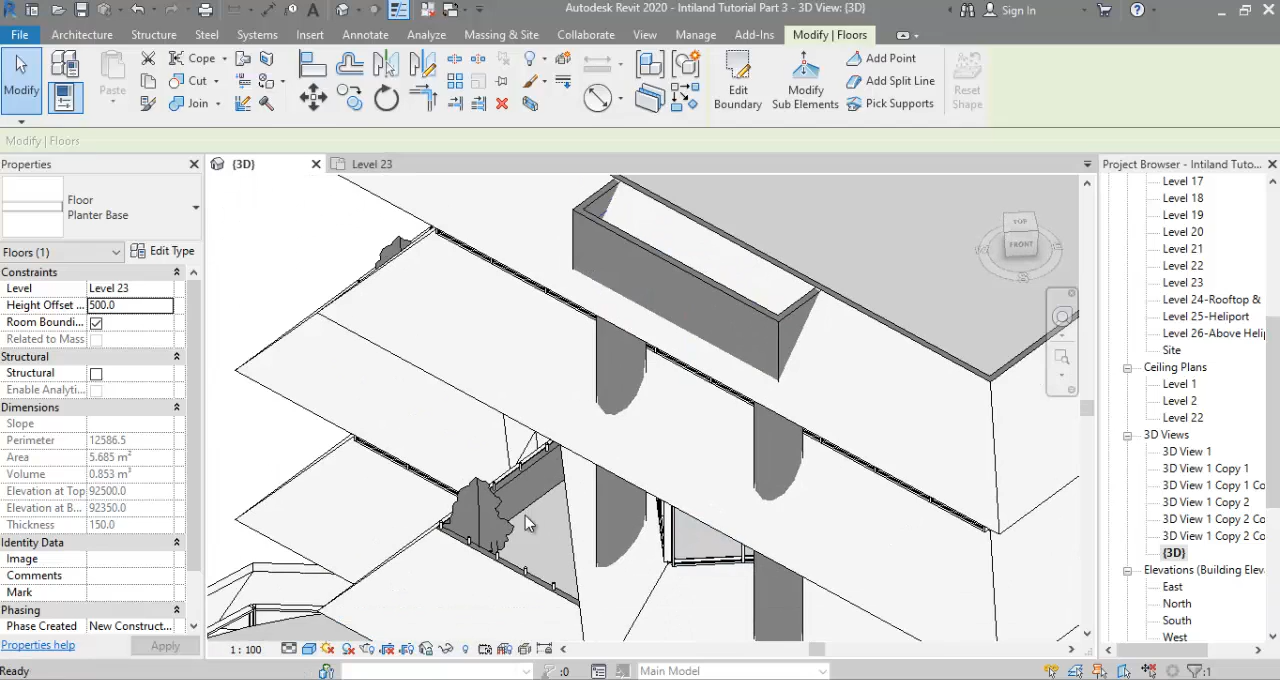 Autodesk Revit 2020 - Intiland Tutorial Part 3 - 3D View: {3D}
Sign In
File Architecture Structure Steel Systems Insert Annotate Analyze Massing & Site Collaborate View Manage Add-Ins Modify | Floors
Modify
Paste
Cope
Cut
Join
Edit
Boundary
Modify
Sub Elements
Add Point
Add Split Line
Pick Supports
Reset
Shape
Modify | Floors
Properties
Floor
Planter Base
Floors (1)
Edit Type
Constraints
Level Level 23
Height Offset ... 500.0
Room Boundi...
Related to Mass
Structural
Structural
Enable Analyti...
Dimensions
Slope
Perimeter 12586.5
Area 5.685 m²
Volume 0.853 m³
Elevation at Top 92500.0
Elevation at B... 92350.0
Thickness 150.0
Identity Data
Image
Comments
Mark
Phasing
Phase Created New Construct...
Properties help
Apply
{3D}
Level 23
TOP
FRONT
1 : 100
Project Browser - Intiland Tuto...
Level 17
Level 18
Level 19
Level 20
Level 21
Level 22
Level 23
Level 24-Rooftop &
Level 25-Heliport
Level 26-Above Heli
Site
Ceiling Plans
Level 1
Level 2
Level 22
3D Views
3D View 1
3D View 1 Copy 1
3D View 1 Copy 1 Co
3D View 1 Copy 2
3D View 1 Copy 2 Co
3D View 1 Copy 2 Co
{3D}
Elevations (Building Elev
East
North
South
West
Ready
:0
Main Model
:1